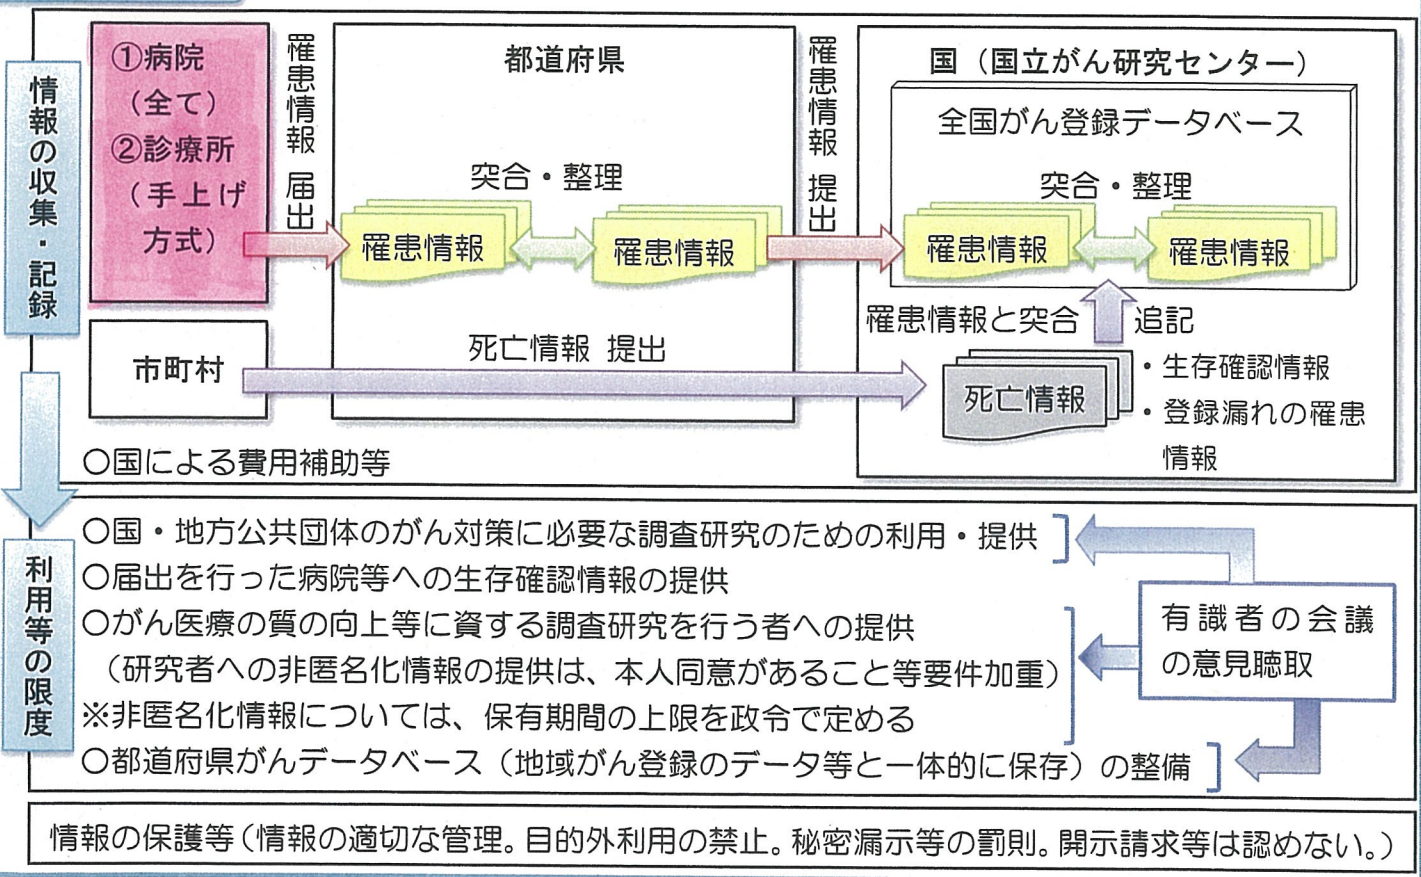 情報の収集・記録
①病院
(全て)
②診療所
(手上げ
方式)
罹患情報 届出
都道府県
突合・整理
罹患情報
罹患情報
罹患情報 提出
国(国立がん研究センター)
全国がん登録データベース
突合・整理
罹患情報
罹患情報
罹患情報と突合
追記
市町村
死亡情報 提出
死亡情報
・生存確認情報
・登録漏れの罹患
情報
○国による費用補助等
利用等の限度
○国・地方公共団体のがん対策に必要な調査研究のための利用・提供
○届出を行った病院等への生存確認情報の提供
○がん医療の質の向上等に資する調査研究を行う者への提供
(研究者への非匿名化情報の提供は、本人同意があること等要件加重)
※非匿名化情報については、保有期間の上限を政令で定める
○都道府県がんデータベース(地域がん登録のデータ等と一体的に保存)の整備
有識者の会議
の意見聴取
情報の保護等(情報の適切な管理。目的外利用の禁止。秘密漏示等の罰則。開示請求等は認めない。)